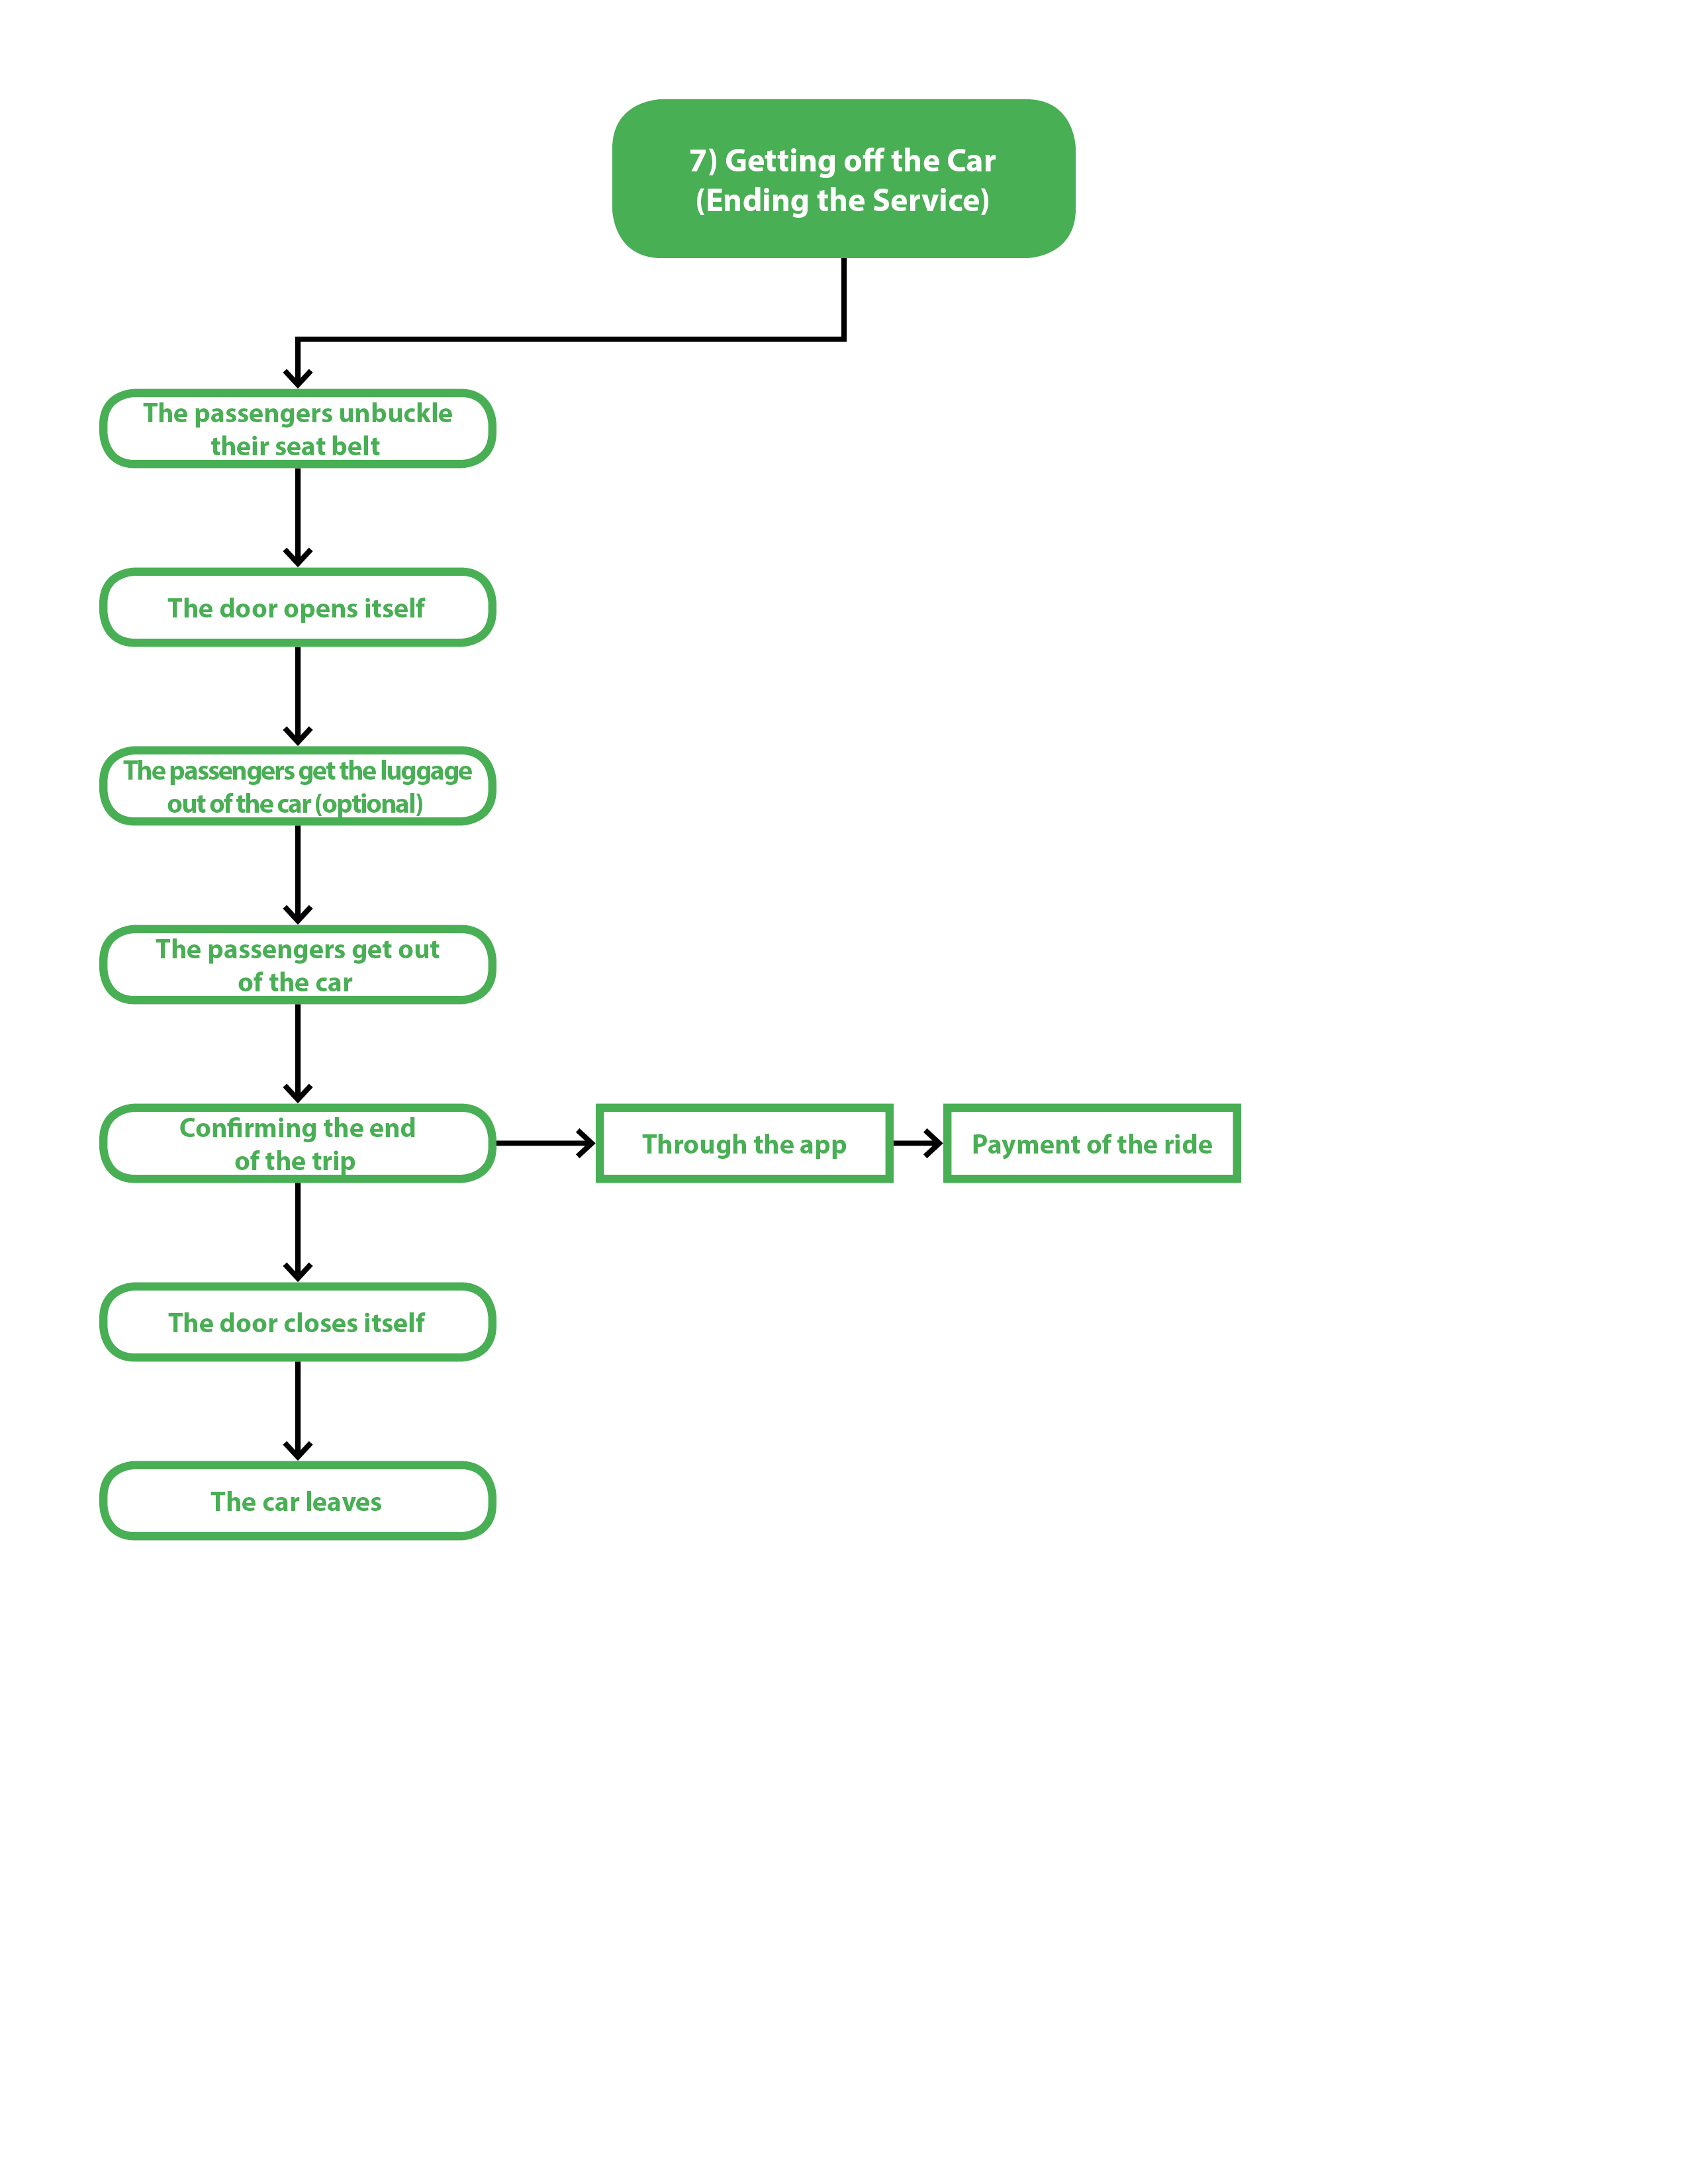 7) Getting off the Car
(Ending the Service)
The passengers unbuckle
their seat belt
The door opens itself
The passengers get the luggage
out of the car (optional)
The passengers get out
of the car
Confirming the end
of the trip
Through the app
Payment of the ride
The door closes itself
The car leaves